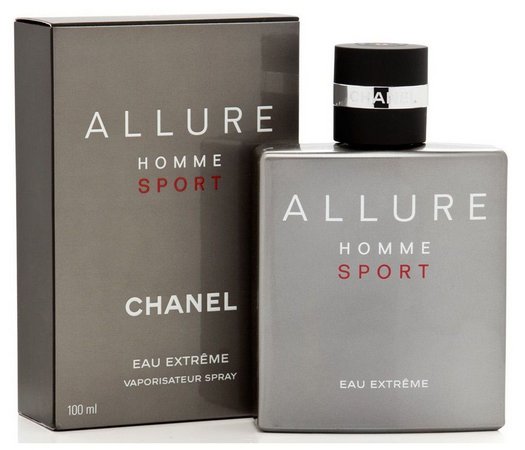 ALLURE
HOMME
SPORT
CHANEL
EAU EXTRÊME
VAPORISATEUR SPRAY
100 ml
CHANEL
ALLURE
HOMME
SPORT
EAU EXTRÊME